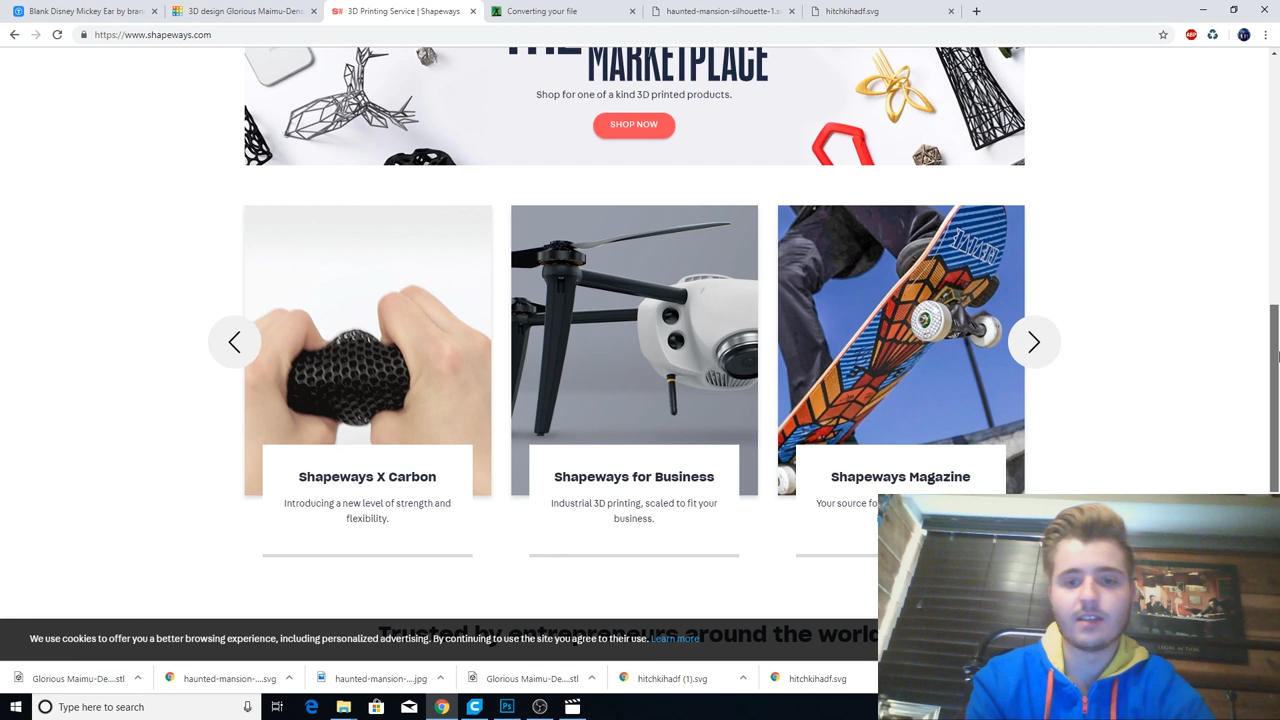 Blank Disney Mickey Ear by bran
3D design Glorious Maimu-Den
3D Printing Service | Shapeways
Converting your file
haunted-mansion-silhouette-1.s
hitchkihadf.svg
https://www.shapeways.com
ABP
MARKETPLACE
Shop for one of a kind 3D printed products.
SHOP NOW
Shapeways X Carbon
Introducing a new level of strength and
flexibility.
Shapeways for Business
Industrial 3D printing, scaled to fit your
business.
Shapeways Magazine
Your source fo
Trusted by entrepreneurs around the world
We use cookies to offer you a better browsing experience, including personalized advertising. By continuing to use the site you agree to their use. Learn more
Glorious Maimu-De....stl
haunted-mansion-....svg
haunted-mansion-....jpg
Glorious Maimu-De....stl
hitchkihadf (1).svg
hitchkihadf.svg
Type here to search
Ps
LEGAL ACTION